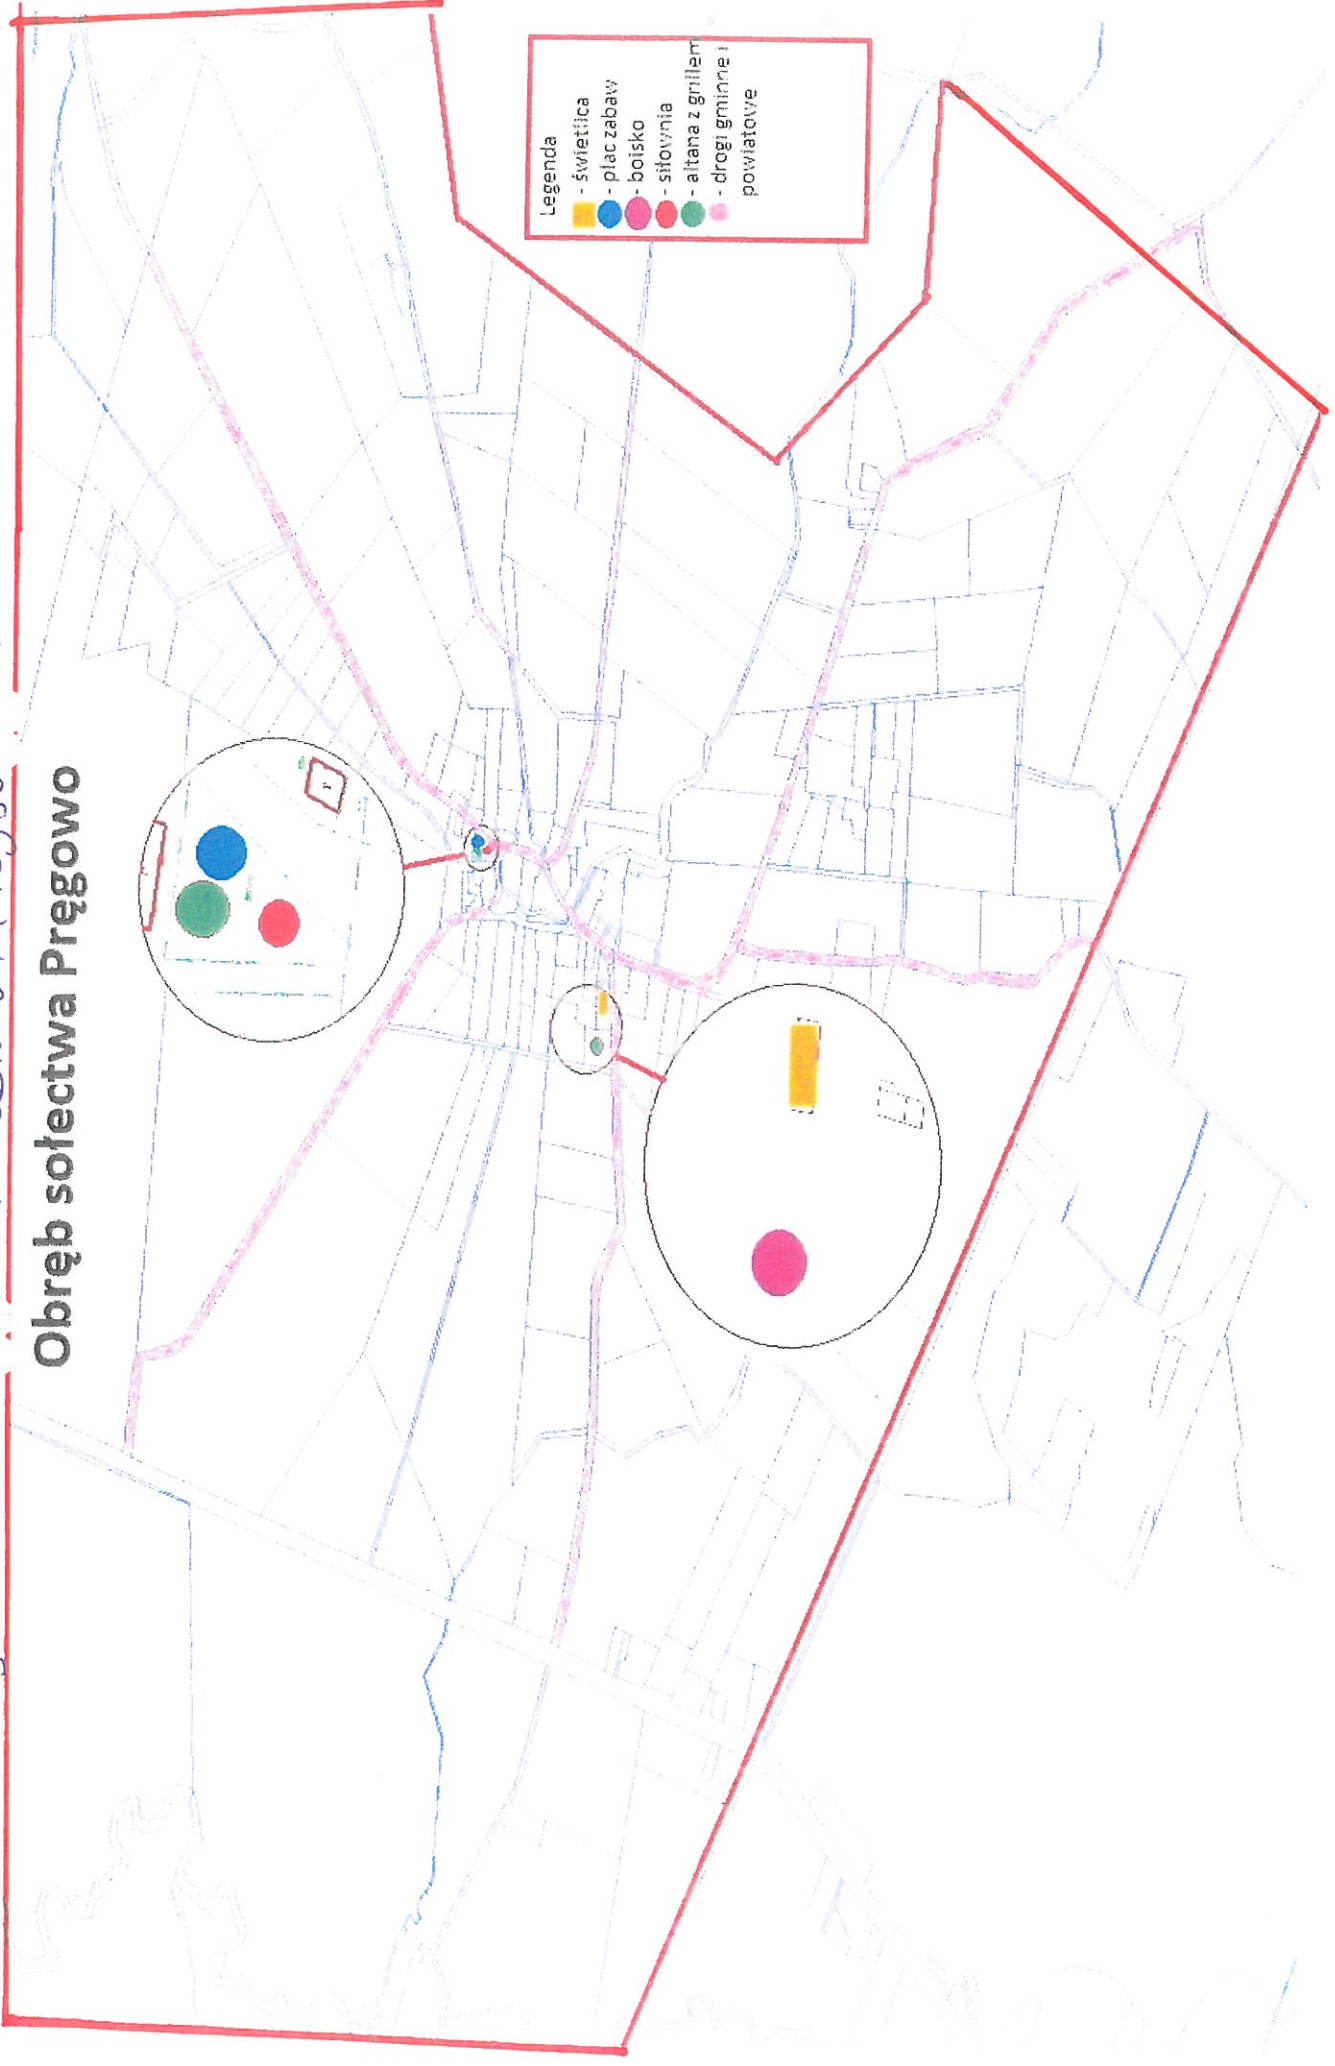 Obręb sołectwa Pręgowo
Legenda
- świetlica
- plac zabaw
- boisko
- siłownia
- altana z grillem
- drogi gminne i
powiatowe